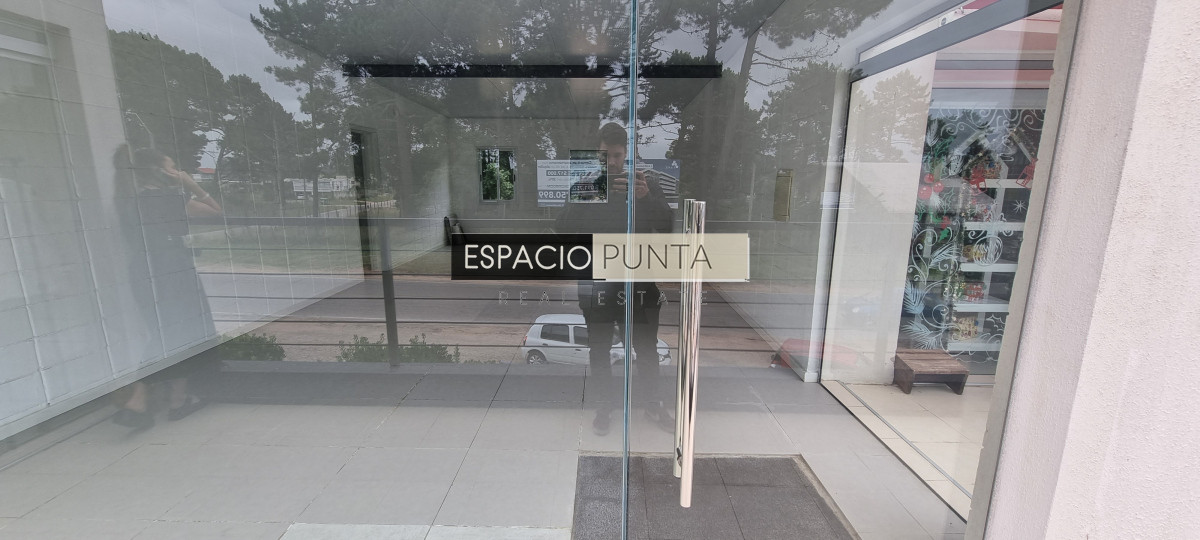 ESPACIO PUNTA
REAL ESTATE